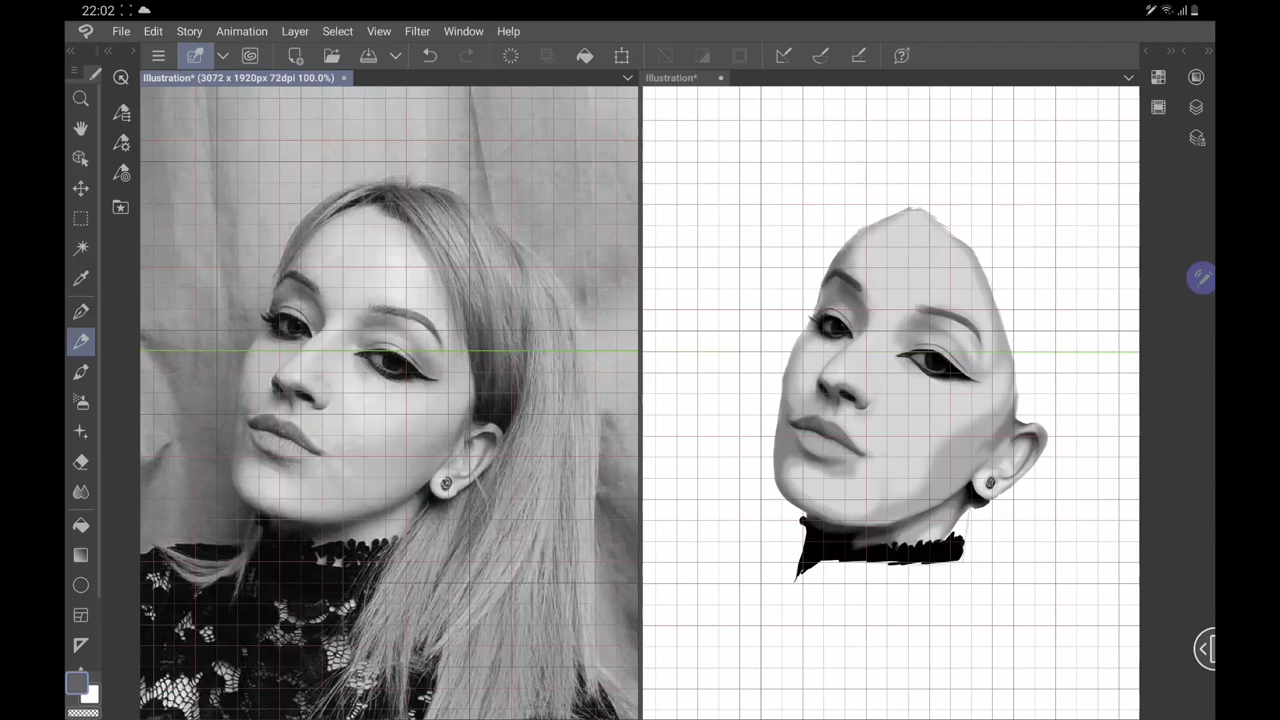 22:02
File Edit Story Animation Layer Select View Filter Window Help
Illustration* (3072 x 1920px 72dpi 100.0%)
Illustration*